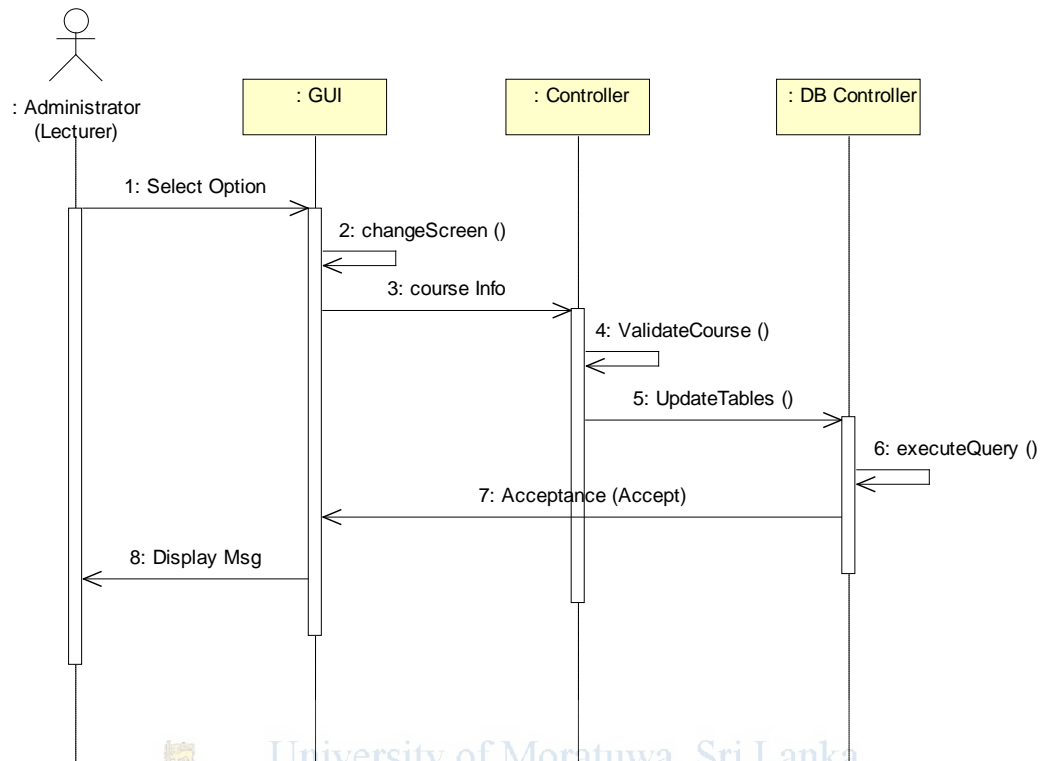 : Administrator
(Lecturer)
: GUI
: Controller
: DB Controller
1: Select Option
2: changeScreen ()
3: course Info
4: ValidateCourse ()
5: UpdateTables ()
6: executeQuery ()
7: Acceptance (Accept)
8: Display Msg
University of Moratuwa, Sri Lanka